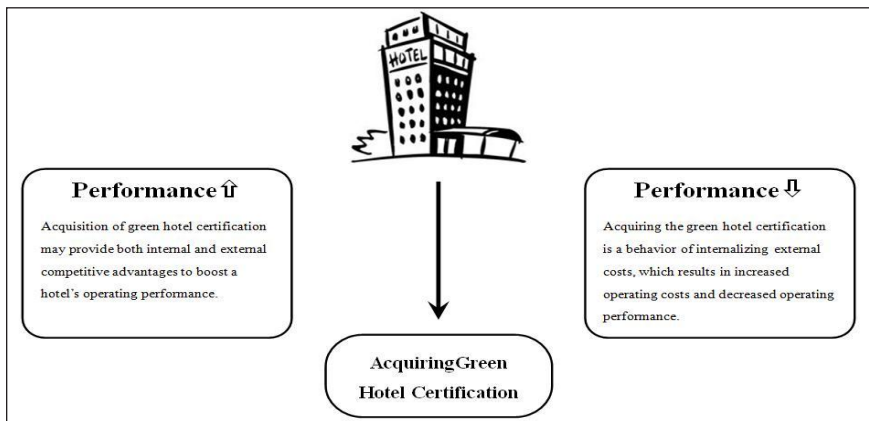 HOTEL
Performance ⇧
Acquisition of green hotel certification
may provide both internal and external
competitive advantages to boost a
hotel's operating performance.
Performance ⇩
Acquiring the green hotel certification
is a behavior of internalizing external
costs, which results in increased
operating costs and decreased operating
performance.
AcquiringGreen
Hotel Certification